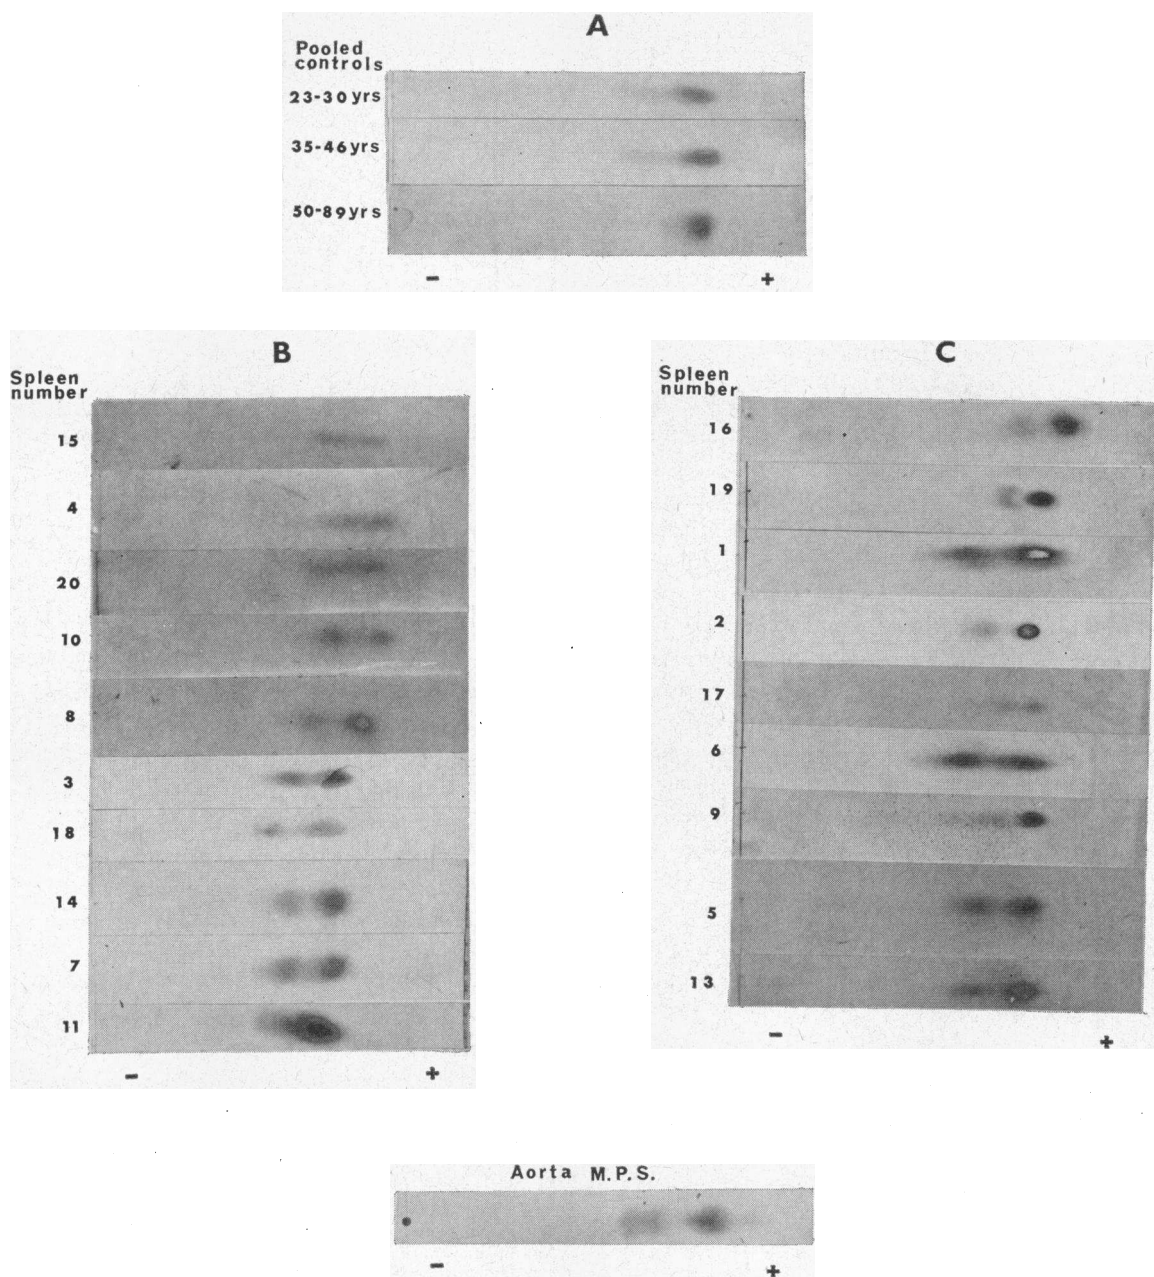 A
Pooled
controls
23-30 yrs
35-46 yrs
50-89 yrs
- +
B
Spleen
number
15
4
20
10
8
3
18
14
7
11
- +
C
Spleen
number
16
19
1
2
17
6
9
5
13
- +
Aorta M.P.S.
- +